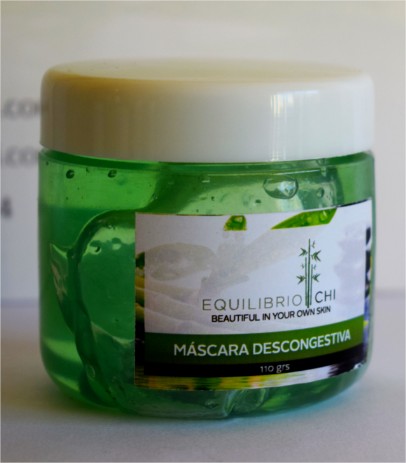 EQUILIBRIO CHI
BEAUTIFUL IN YOUR OWN SKIN
MÁSCARA DESCONGESTIVA
110 grs